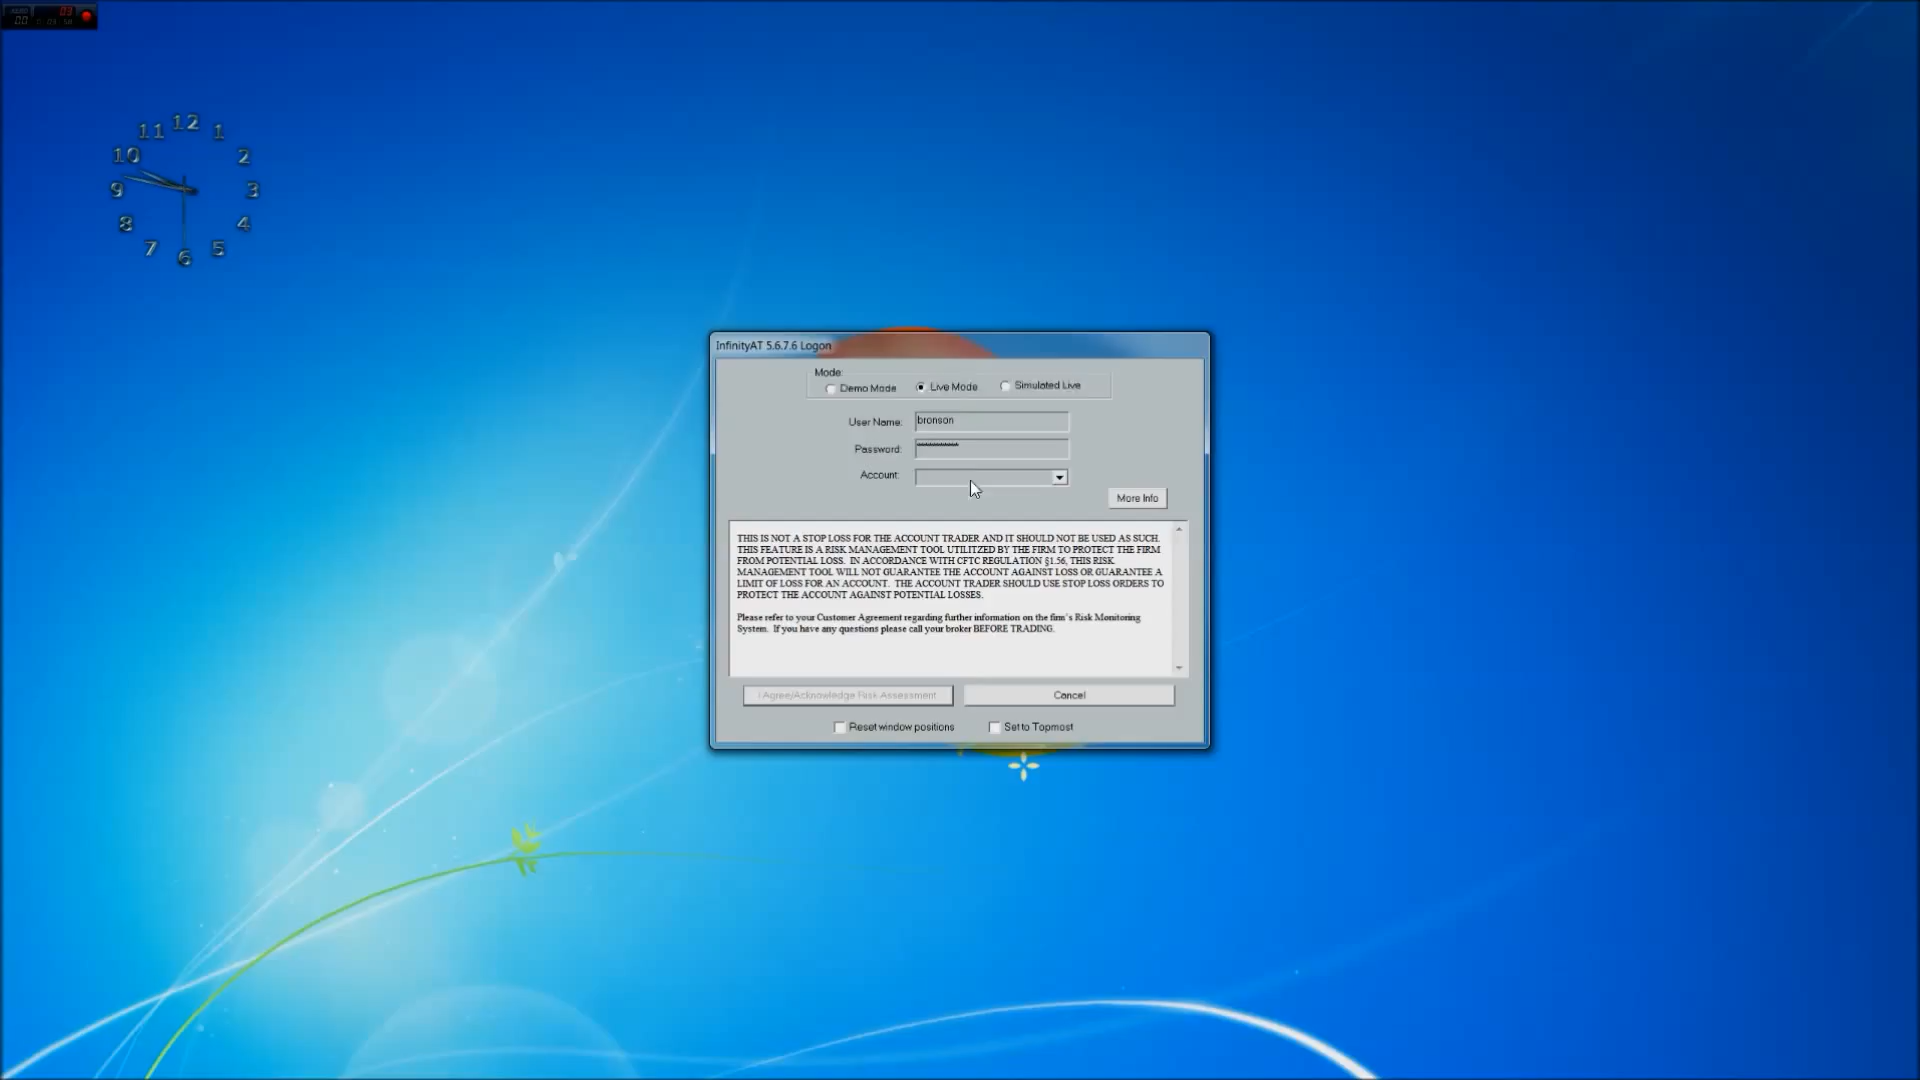 12
11
1
10
2
9
3
8
4
7
5
6
InfinityAT 5.6.7.6 Logon
Mode:
Demo Mode
Live Mode
Simulated Live
User Name:
bronson
Password:
************
Account:
More Info
THIS IS NOT A STOP LOSS FOR THE ACCOUNT TRADER AND IT SHOULD NOT BE USED AS SUCH.
THIS FEATURE IS A RISK MANAGEMENT TOOL UTILITZED BY THE FIRM TO PROTECT THE FIRM
FROM POTENTIAL LOSS. IN ACCORDANCE WITH CFTC REGULATION §1.56, THIS RISK
MANAGEMENT TOOL WILL NOT GUARANTEE THE ACCOUNT AGAINST LOSS OR GUARANTEE A
LIMIT OF LOSS FOR AN ACCOUNT. THE ACCOUNT TRADER SHOULD USE STOP LOSS ORDERS TO
PROTECT THE ACCOUNT AGAINST POTENTIAL LOSSES.
Please refer to your Customer Agreement regarding further information on the firm's Risk Monitoring
System. If you have any questions please call your broker BEFORE TRADING.
I Agree/Acknowledge Risk Assessment
Cancel
Reset window positions
Set to Topmost